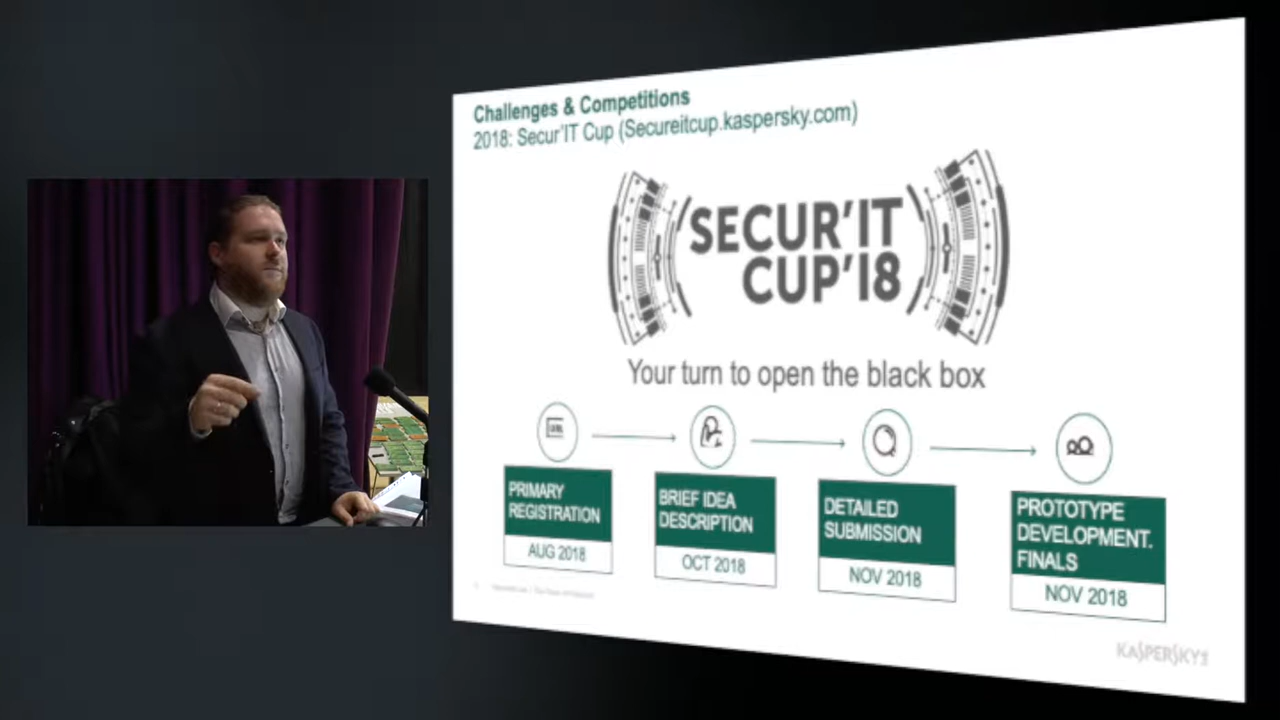 Challenges & Competitions
2018: Secur'IT Cup (Secureitcup.kaspersky.com)
SECUR'IT
CUP'18
Your turn to open the black box
PRIMARY
REGISTRATION
AUG 2018
BRIEF IDEA
DESCRIPTION
OCT 2018
DETAILED
SUBMISSION
NOV 2018
PROTOTYPE
DEVELOPMENT.
FINALS
NOV 2018
KASPERSKY